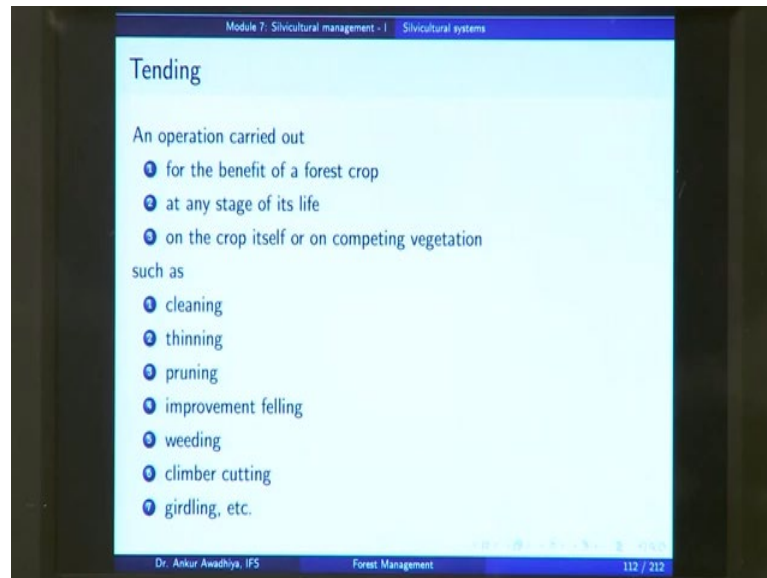 Module 7: Silvicultural management - I Silvicultural systems
Tending
An operation carried out
1 for the benefit of a forest crop
2 at any stage of its life
3 on the crop itself or on competing vegetation
such as
1 cleaning
2 thinning
3 pruning
4 improvement felling
5 weeding
6 climber cutting
7 girdling, etc.
Dr. Ankur Awadhiya, IFS Forest Management 112 / 212